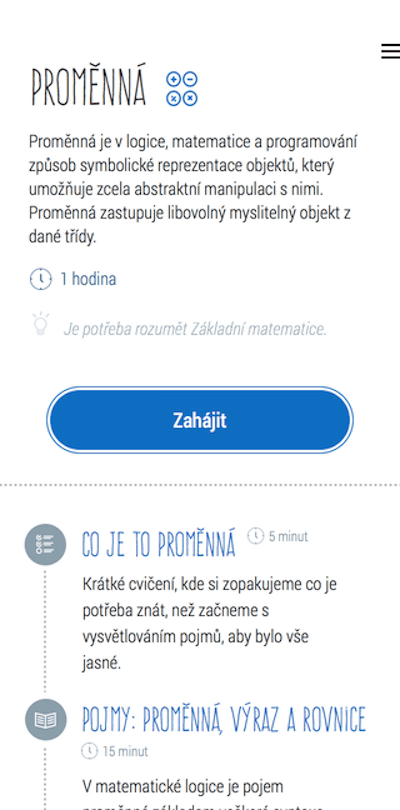 PROMĚNNÁ
Proměnná je v logice, matematice a programování
způsob symbolické reprezentace objektů, který
umožňuje zcela abstraktní manipulaci s nimi.
Proměnná zastupuje libovolný myslitelný objekt z
dané třídy.
1 hodina
Je potřeba rozumět Základní matematice.
Zahájit
CO JE TO PROMĚNNÁ 5 minut
Krátké cvičení, kde si zopakujeme co je
potřeba znát, než začneme s
vysvětlováním pojmů, aby bylo vše
jasné.
POJMY: PROMĚNNÁ, VÝRAZ A ROVNICE
15 minut
V matematické logice je pojem